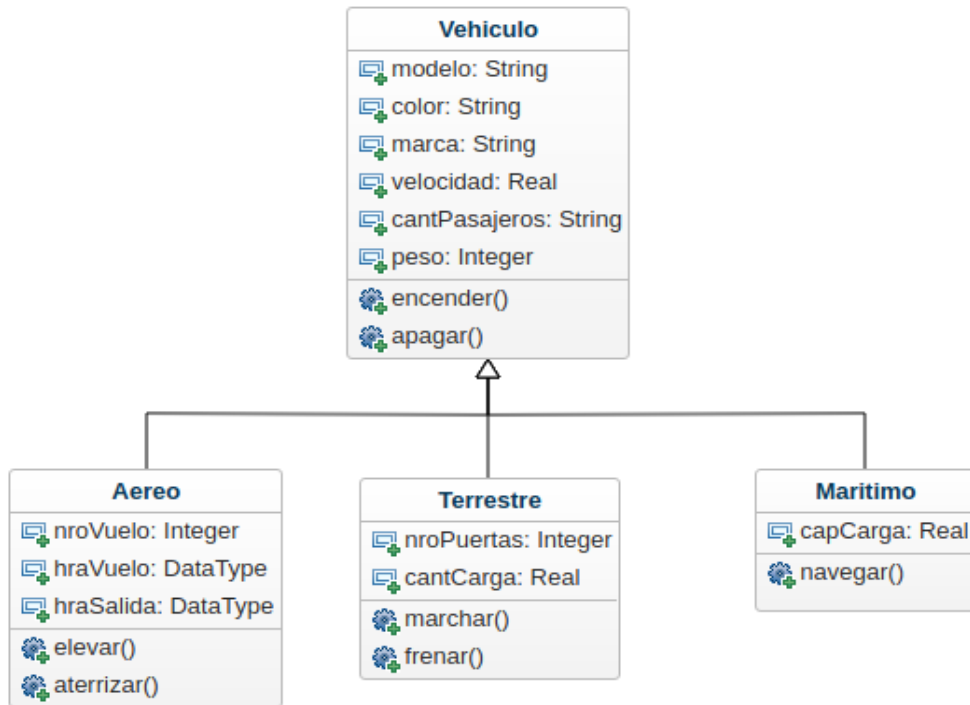 Vehiculo
modelo: String
color: String
marca: String
velocidad: Real
cantPasajeros: String
peso: Integer
encender()
apagar()
Aereo
nroVuelo: Integer
hraVuelo: DataType
hraSalida: DataType
elevar()
aterrizar()
Terrestre
nroPuertas: Integer
cantCarga: Real
marchar()
frenar()
Maritimo
capCarga: Real
navegar()